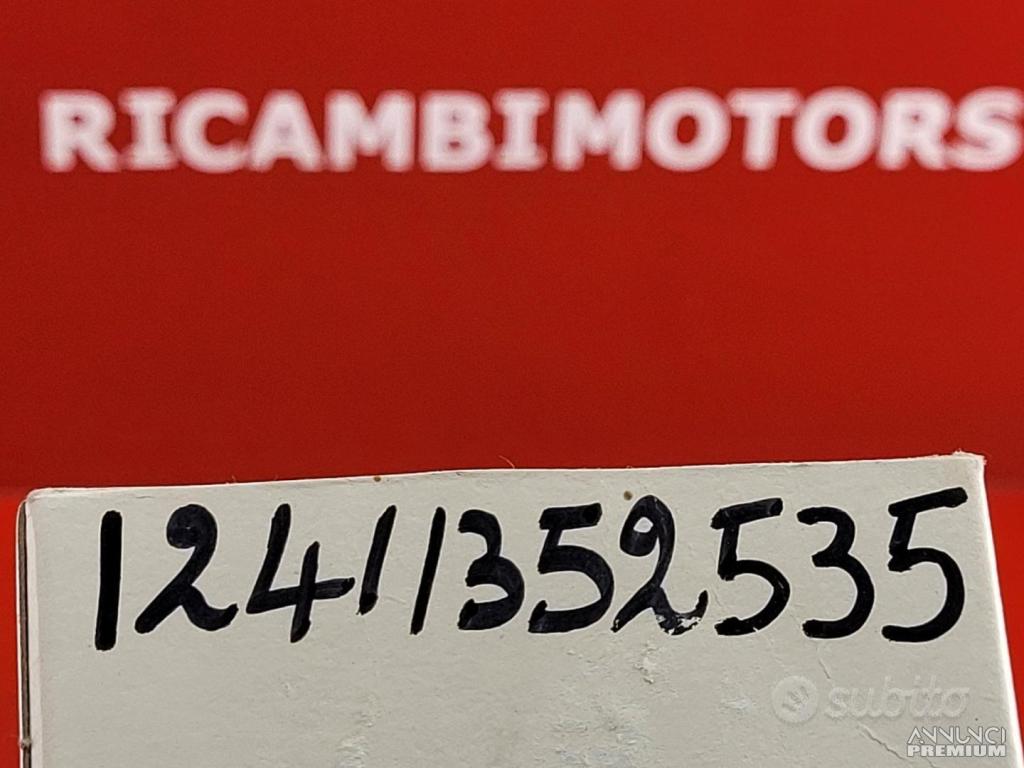 RICAMBIMOTORS
12411352535
subito
ANNUNCI
PREMIUM